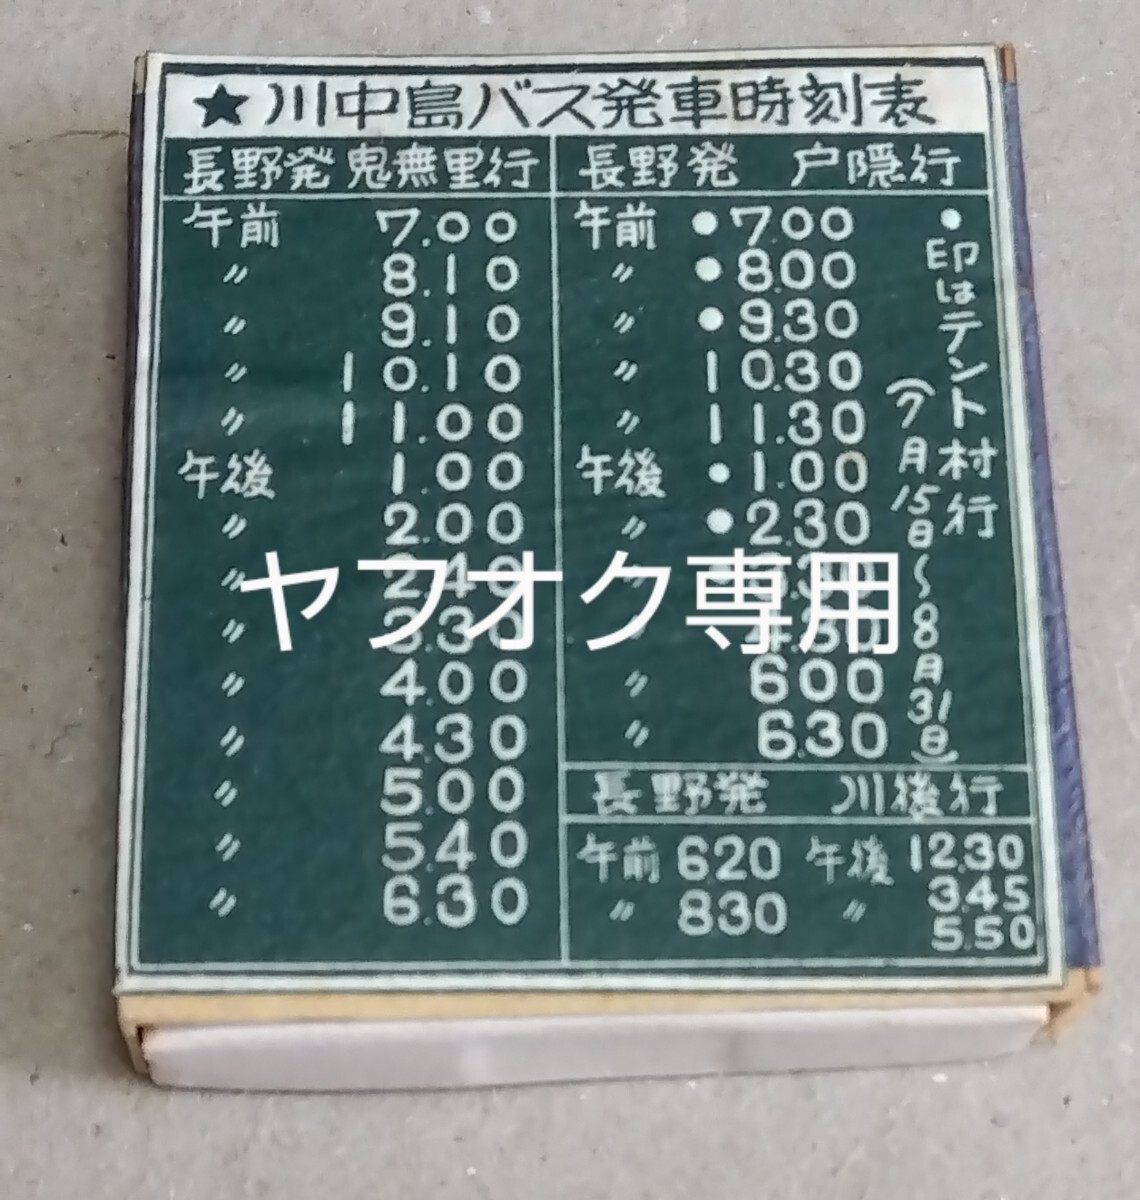 ★川中島バス発車時刻表
長野発 鬼無里行
午前 7.00
〃 8.10
〃 9.10
〃 10.10
〃 11.00
午後 1.00
〃 2.00
〃 2.40
〃 3.30
〃 4.00
〃 4.30
〃 5.00
〃 5.40
〃 6.30
長野発 戸隠行
午前 ●7.00
〃 ●8.00
〃 ●9.30
〃 10.30
〃 11.30
午後 ●1.00
〃 ●2.30
〃 6.00
〃 6.30
●印はテント村行
(7月15日〜8月31日)
長野発 川後行
午前 6.20 午後 12.30
〃 8.30 〃 3.45
5.50
ヤフオク専用